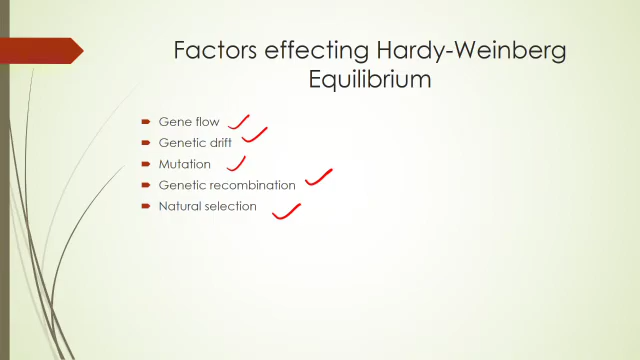 Factors effecting Hardy-Weinberg
Equilibrium
Gene flow
Genetic drift
Mutation
Genetic recombination
Natural selection